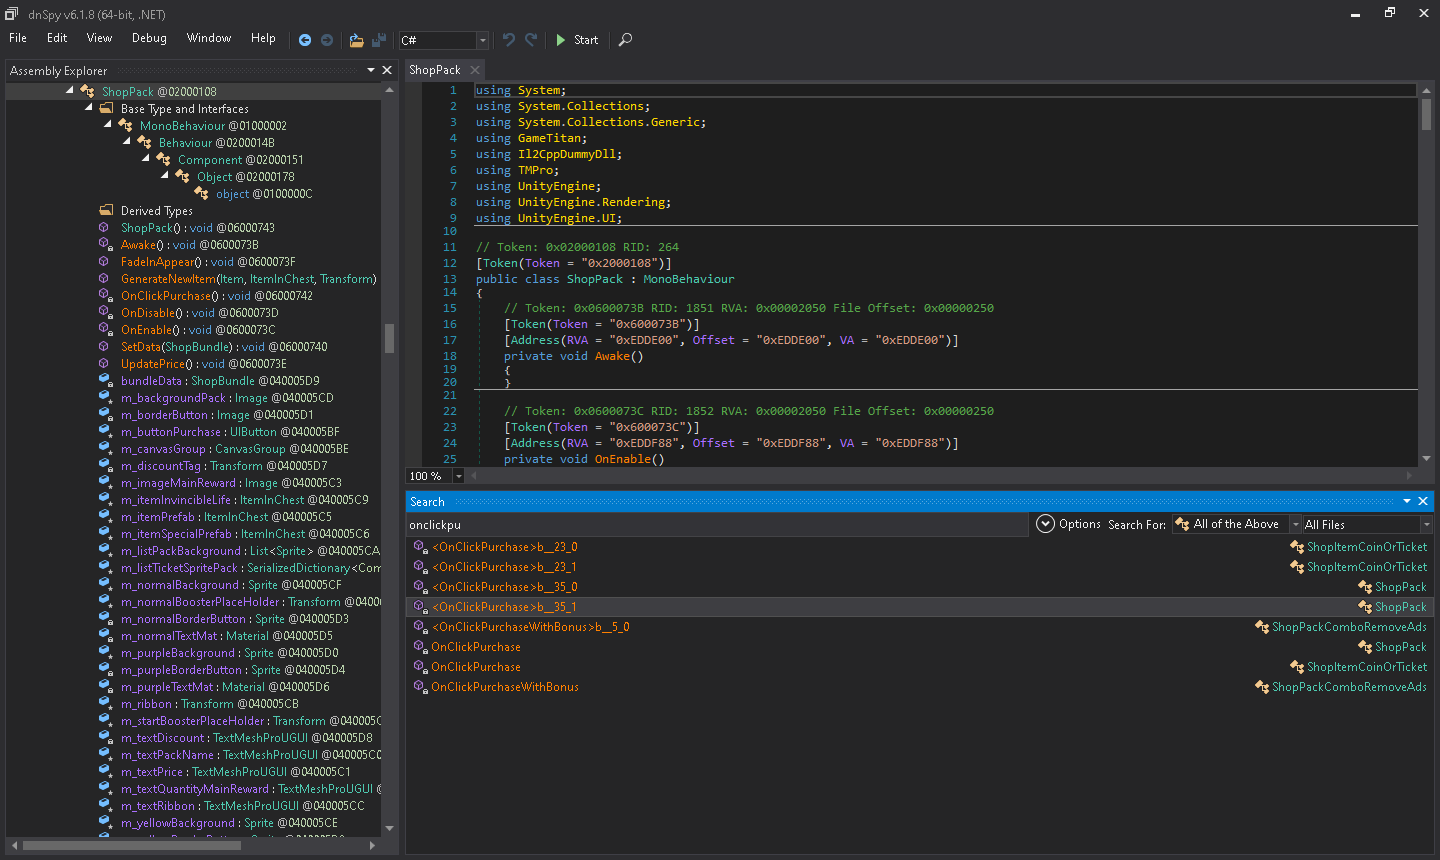 dnSpy v6.1.8 (64-bit, .NET)
File Edit View Debug Window Help C# Start
Assembly Explorer
ShopPack @02000108
Base Type and Interfaces
MonoBehaviour @01000002
Behaviour @0200014B
Component @02000151
Object @02000178
object @0100000C
Derived Types
ShopPack() : void @06000743
Awake() : void @0600073B
FadeInAppear() : void @0600073F
GenerateNewItem(Item, ItemInChest, Transform)
OnClickPurchase() : void @06000742
OnDisable() : void @0600073D
OnEnable() : void @0600073C
SetData(ShopBundle) : void @06000740
UpdatePrice() : void @0600073E
bundleData : ShopBundle @040005D9
m_backgroundPack : Image @040005CD
m_borderButton : Image @040005D1
m_buttonPurchase : UIButton @040005BF
m_canvasGroup : CanvasGroup @040005BE
m_discountTag : Transform @040005D7
m_imageMainReward : Image @040005C3
m_itemInvincibleLife : ItemInChest @040005C9
m_itemPrefab : ItemInChest @040005C5
m_itemSpecialPrefab : ItemInChest @040005C6
m_listPackBackground : List<Sprite> @040005CA
m_listTicketSpritePack : SerializedDictionary<Com
m_normalBackground : Sprite @040005CF
m_normalBoosterPlaceHolder : Transform @04000
m_normalBorderButton : Sprite @040005D3
m_normalTextMat : Material @040005D5
m_purpleBackground : Sprite @040005D0
m_purpleBorderButton : Sprite @040005D4
m_purpleTextMat : Material @040005D6
m_ribbon : Transform @040005CB
m_startBoosterPlaceHolder : Transform @040005C
m_textDiscount : TextMeshProUGUI @040005D8
m_textPackName : TextMeshProUGUI @040005C0
m_textPrice : TextMeshProUGUI @040005C1
m_textQuantityMainReward : TextMeshProUGUI @
m_textRibbon : TextMeshProUGUI @040005CC
m_yellowBackground : Sprite @040005CE
ShopPack
1 using System;
2 using System.Collections;
3 using System.Collections.Generic;
4 using GameTitan;
5 using Il2CppDummyDll;
6 using TMPro;
7 using UnityEngine;
8 using UnityEngine.Rendering;
9 using UnityEngine.UI;
10
11 // Token: 0x02000108 RID: 264
12 [Token(Token = "0x2000108")]
13 public class ShopPack : MonoBehaviour
14 {
15 // Token: 0x0600073B RID: 1851 RVA: 0x00002050 File Offset: 0x00000250
16 [Token(Token = "0x600073B")]
17 [Address(RVA = "0xEDDE00", Offset = "0xEDDE00", VA = "0xEDDE00")]
18 private void Awake()
19 {
20 }
21
22 // Token: 0x0600073C RID: 1852 RVA: 0x00002050 File Offset: 0x00000250
23 [Token(Token = "0x600073C")]
24 [Address(RVA = "0xEDDF88", Offset = "0xEDDF88", VA = "0xEDDF88")]
25 private void OnEnable()
100 %
Search
onclickpu Options Search For: All of the Above All Files
<OnClickPurchase>b__23_0 ShopItemCoinOrTicket
<OnClickPurchase>b__23_1 ShopItemCoinOrTicket
<OnClickPurchase>b__35_0 ShopPack
<OnClickPurchase>b__35_1 ShopPack
<OnClickPurchaseWithBonus>b__5_0 ShopPackComboRemoveAds
OnClickPurchase ShopPack
OnClickPurchase ShopItemCoinOrTicket
OnClickPurchaseWithBonus ShopPackComboRemoveAds